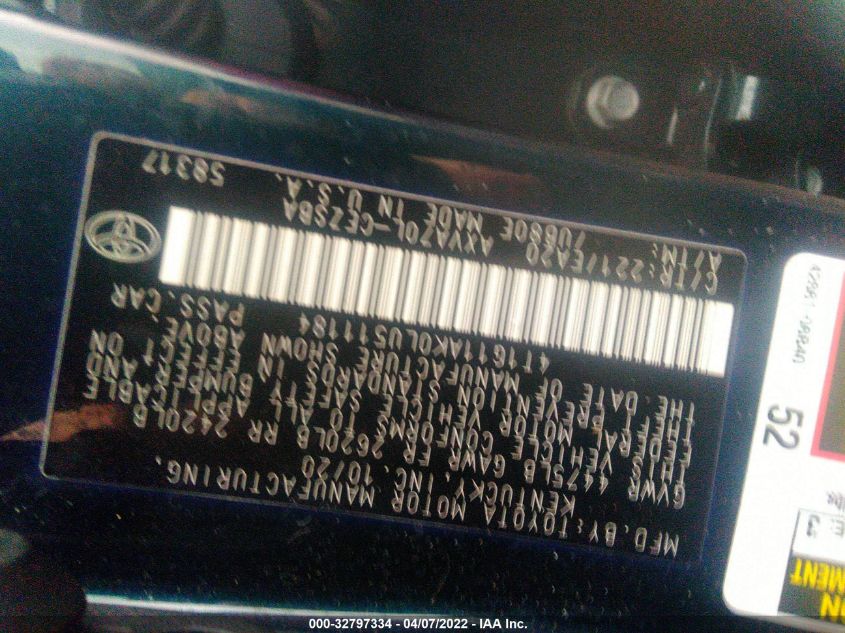 MFD. BY: TOYOTA MOTOR MANUFACTURING,
KENTUCKY, INC. 10/20
GVWR 4475LB GAWR FR 2620LB RR 2420LB
THIS VEHICLE CONFORMS TO ALL APPLICABLE
FEDERAL MOTOR VEHICLE SAFETY BUMPER AND
THEFT PREVENTION STANDARDS IN EFFECT ON
THE DATE OF MANUFACTURE SHOWN ABOVE
4T1G11AK0LU511184 PASS. CAR
C/TR:221/EA20 AXVA70L-CEZSBA
A/TM: 7UB80E MADE IN U.S.A.
58317
52
000-32797334 - 04/07/2022 - IAA Inc.